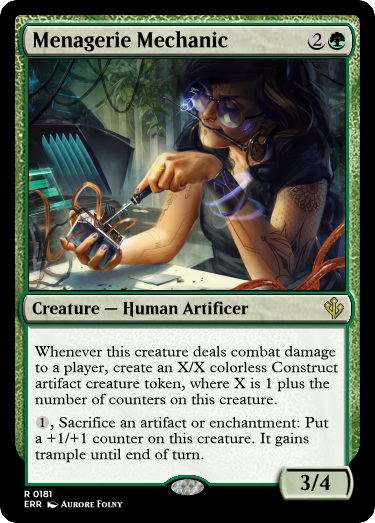 Menagerie Mechanic 2
Creature — Human Artificer
Whenever this creature deals combat damage
to a player, create an X/X colorless Construct
artifact creature token, where X is 1 plus the
number of counters on this creature.
1, Sacrifice an artifact or enchantment: Put
a +1/+1 counter on this creature. It gains
trample until end of turn.
3/4
R 0181
ERR Aurore Folny